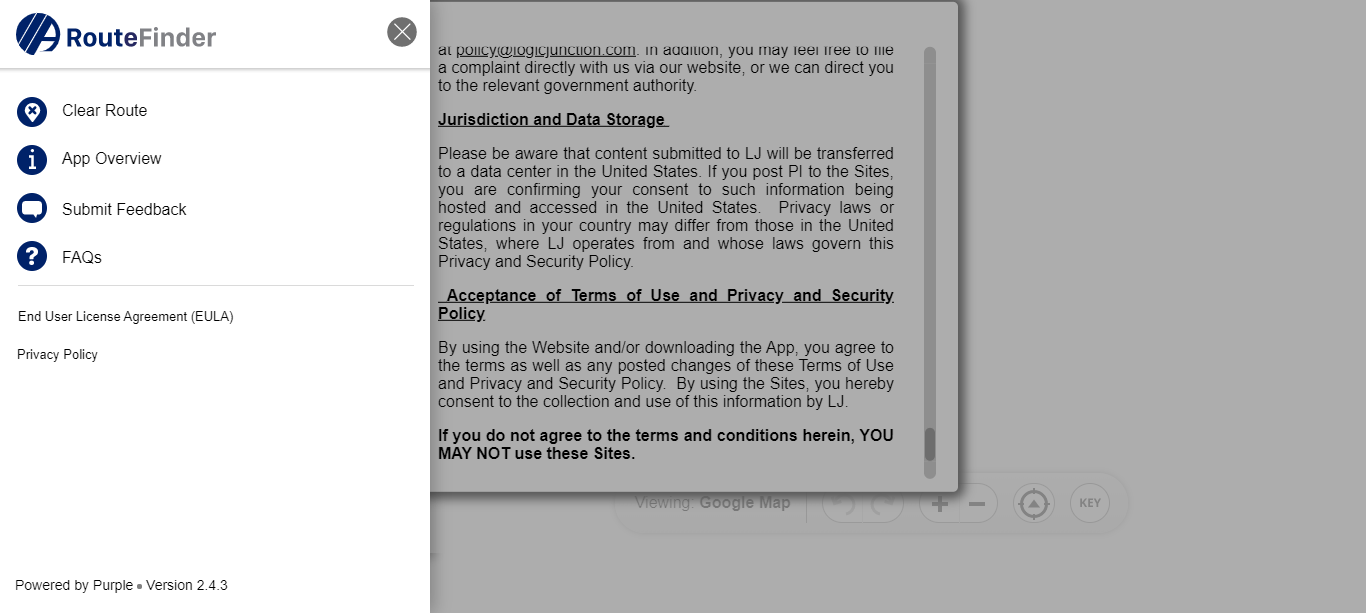 RouteFinder
Clear Route
App Overview
Submit Feedback
FAQs
End User License Agreement (EULA)
Privacy Policy
Powered by Purple • Version 2.4.3
at policy@logicjunction.com. In addition, you may feel free to file
a complaint directly with us via our website, or we can direct you
to the relevant government authority.
Jurisdiction and Data Storage
Please be aware that content submitted to LJ will be transferred
to a data center in the United States. If you post PI to the Sites,
you are confirming your consent to such information being
hosted and accessed in the United States. Privacy laws or
regulations in your country may differ from those in the United
States, where LJ operates from and whose laws govern this
Privacy and Security Policy.
Acceptance of Terms of Use and Privacy and Security
Policy
By using the Website and/or downloading the App, you agree to
the terms as well as any posted changes of these Terms of Use
and Privacy and Security Policy. By using the Sites, you hereby
consent to the collection and use of this information by LJ.
If you do not agree to the terms and conditions herein, YOU
MAY NOT use these Sites.
Viewing: Google Map
KEY